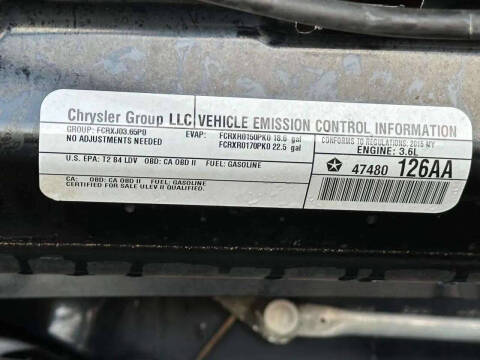 Chrysler Group LLC VEHICLE EMISSION CONTROL INFORMATION
GROUP: FCRXJ03.65P0 EVAP: FCRXR0150PK0 18.6 gal CONFORMS TO REGULATIONS: 2015 MY
NO ADJUSTMENTS NEEDED FCRXR0170PK0 22.5 gal ENGINE: 3.6L
U.S. EPA: T2 B4 LDV OBD: CA OBD II FUEL: GASOLINE 47480 126AA
CA: OBD: CA OBD II FUEL: GASOLINE
CERTIFIED FOR SALE ULEV II QUALIFIED.